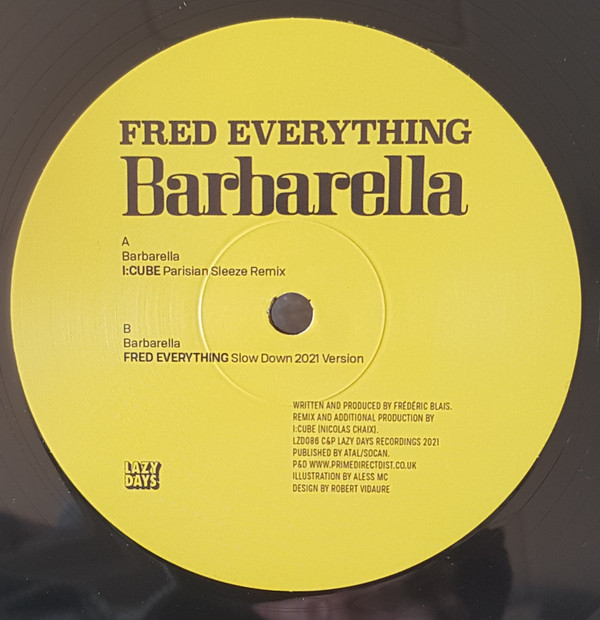 FRED EVERYTHING
Barbarella
A
Barbarella
I:CUBE Parisian Sleeze Remix
B
Barbarella
FRED EVERYTHING Slow Down 2021 Version
WRITTEN AND PRODUCED BY FRÉDÉRIC BLAIS.
REMIX AND ADDITIONAL PRODUCTION BY
I:CUBE (NICOLAS CHAIX).
LZD086 C&P LAZY DAYS RECORDINGS 2021
PUBLISHED BY ATAL/SOCAN.
P&D WWW.PRIMEDIRECTDIST.CO.UK
ILLUSTRATION BY ALESS MC
DESIGN BY ROBERT VIDAURE
LAZY
DAYS